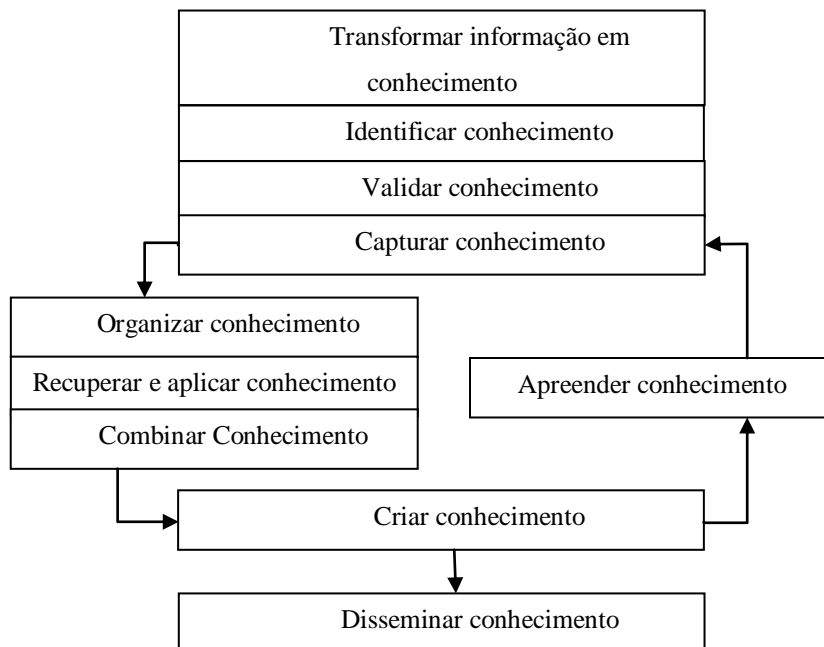 Transformar informação em
conhecimento
Identificar conhecimento
Validar conhecimento
Capturar conhecimento
Organizar conhecimento
Recuperar e aplicar conhecimento
Combinar Conhecimento
Apreender conhecimento
Criar conhecimento
Disseminar conhecimento